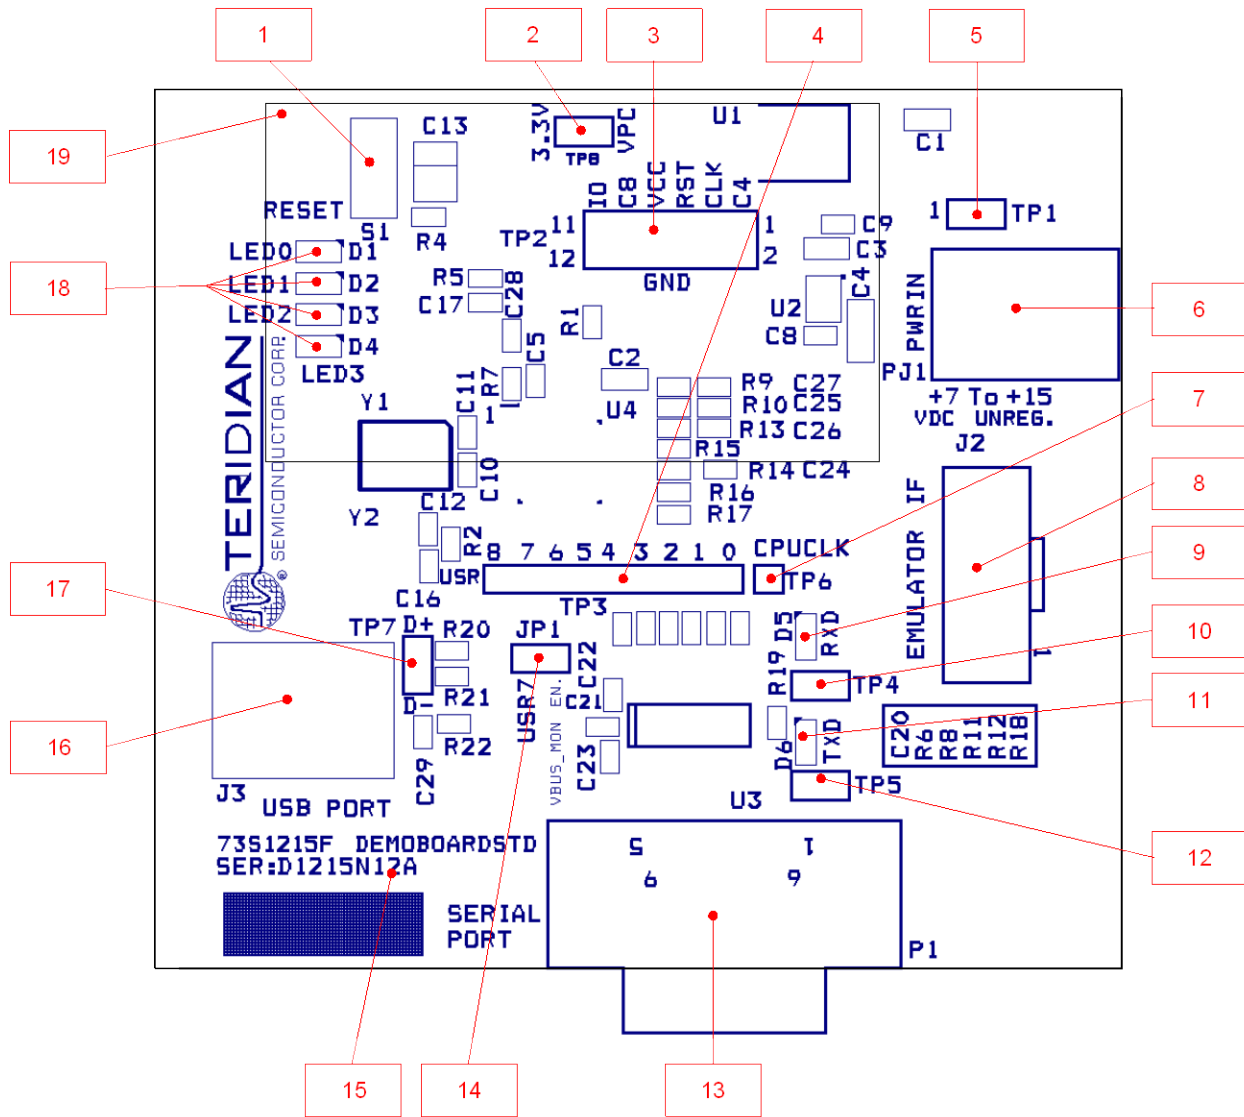 1
2
3
4
5
19
3.3V
TP8
VPC
U1
C1
C13
IO
C8
VCC
RST
CLK
C4
RESET
S1
R4
TP2
11
12
1
2
GND
C9
C3
1
TP1
18
LED0
D1
LED1
D2
LED2
D3
D4
LED3
R5
C17
C28
R1
U2
C8
C4
PWRIN
PJ1
6
+7 To +15
VDC UNREG.
J2
7
TERIDIAN
SEMICONDUCTOR CORP.
®
Y1
C11
R7
1
C5
C2
U4
R9
C27
R10
C25
R13
C26
R15
R14
C24
R16
R17
C10
Y2
C12
R2
8
9
10
11
12
EMULATOR IF
1
8 7 6 5 4 3 2 1 0
CPUCLK
USR
TP3
TP6
17
C16
TP7
D+
D-
R20
R21
R22
C29
JP1
USR7
VBUS_MON EN.
C22
C21
C23
D5
RXD
R19
TP4
D6
TXD
TP5
C20
R6
R8
R11
R12
R18
16
J3
USB PORT
U3
73S1215F DEMOBOARDSTD
SER:D1215N12A
SERIAL
PORT
5
1
9
6
P1
15
14
13